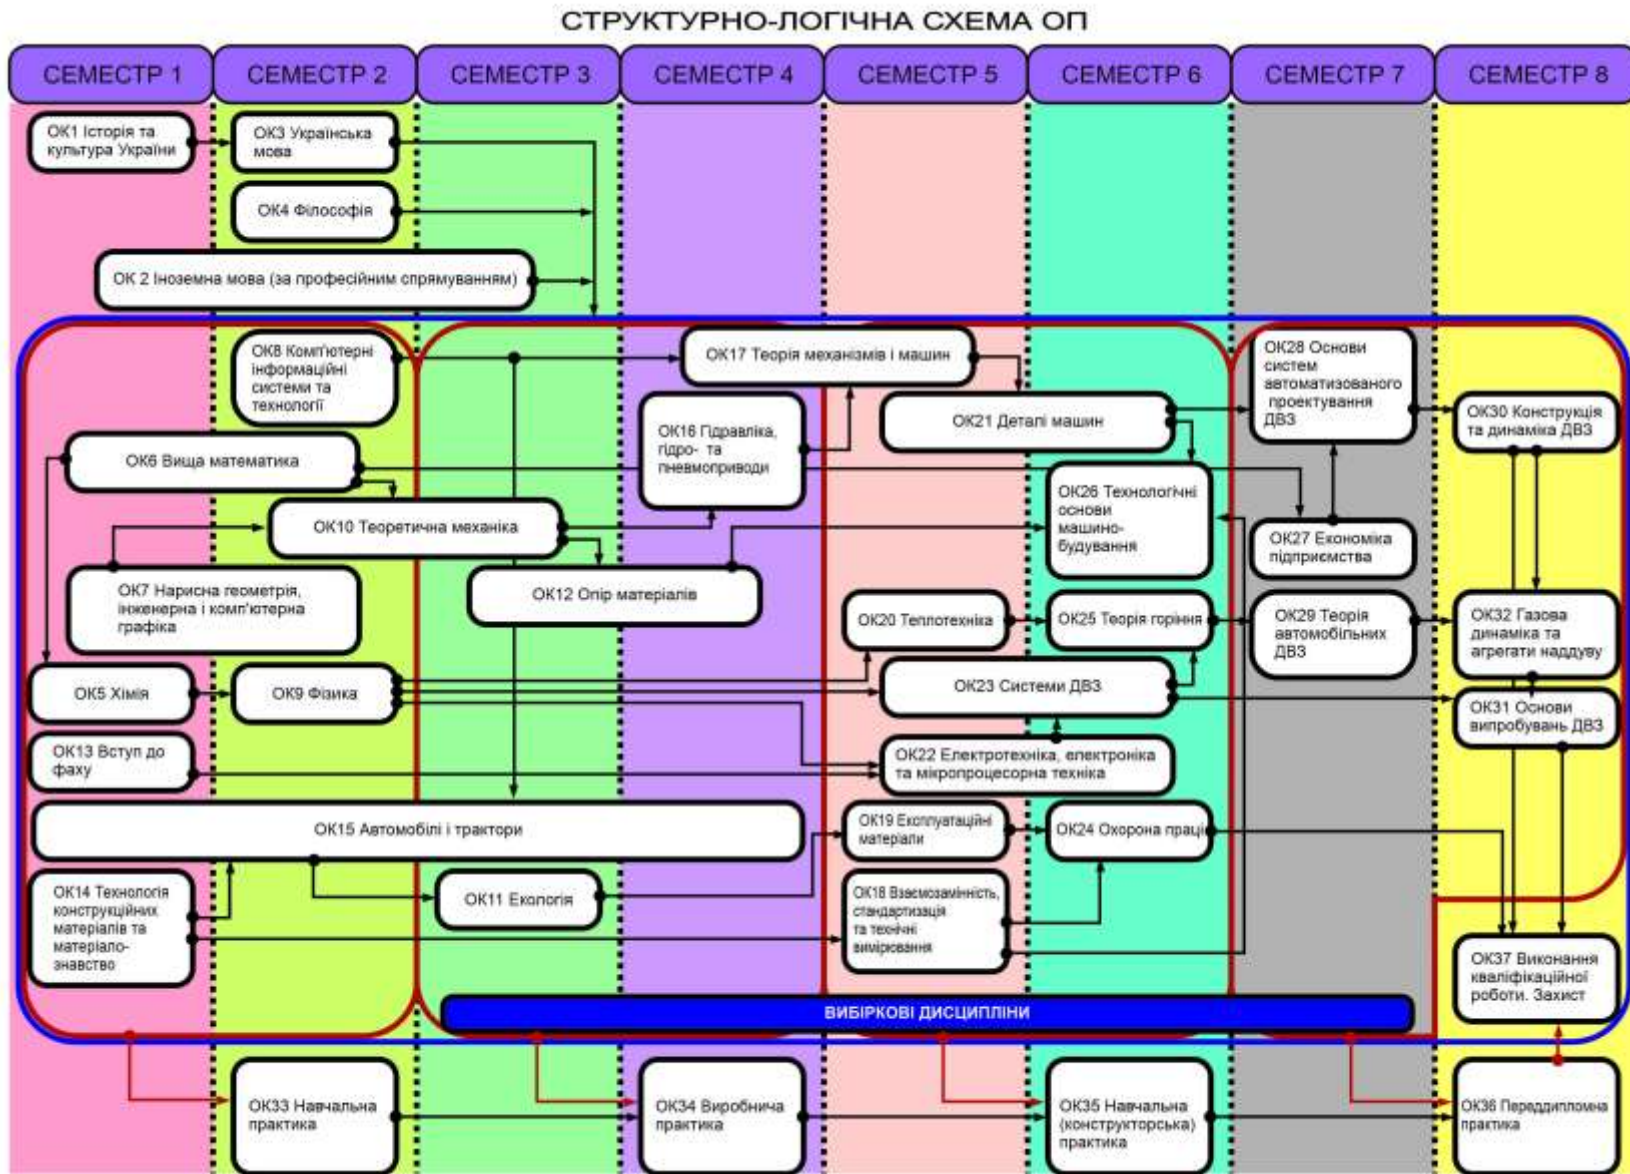 СТРУКТУРНО-ЛОГІЧНА СХЕМА ОП
СЕМЕСТР 1
СЕМЕСТР 2
СЕМЕСТР 3
СЕМЕСТР 4
СЕМЕСТР 5
СЕМЕСТР 6
СЕМЕСТР 7
СЕМЕСТР 8
ОК1 Історія та
культура України
ОК3 Українська
мова
ОК4 Філософія
ОК 2 Іноземна мова (за професійним спрямуванням)
ОК8 Комп'ютерні
інформаційні
системи та
технології
ОК17 Теорія механізмів і машин
ОК28 Основи
систем
автоматизованого
проектування
ДВЗ
ОК30 Конструкція
та динаміка ДВЗ
ОК21 Деталі машин
ОК16 Гідравліка,
гідро- та
пневмоприводи
ОК6 Вища математика
ОК26 Технологічні
основи
машино-
будування
ОК10 Теоретична механіка
ОК27 Економіка
підприємства
ОК7 Нарисна геометрія,
інженерна і комп'ютерна
графіка
ОК12 Опір матеріалів
ОК20 Теплотехніка
ОК25 Теорія горіння
ОК29 Теорія
автомобільних
ДВЗ
ОК32 Газова
динаміка та
агрегати наддуву
ОК5 Хімія
ОК9 Фізика
ОК23 Системи ДВЗ
ОК31 Основи
випробувань ДВЗ
ОК13 Вступ до
фаху
ОК22 Електротехніка, електроніка
та мікропроцесорна техніка
ОК15 Автомобілі і трактори
ОК19 Експлуатаційні
матеріали
ОК24 Охорона праці
ОК14 Технологія
конструкційних
матеріалів та
матеріало-
знавство
ОК11 Екологія
ОК18 Взаємозамінність,
стандартизація
та технічні
вимірювання
ОК37 Виконання
кваліфікаційної
роботи. Захист
ВИБІРКОВІ ДИСЦИПЛІНИ
ОК33 Навчальна
практика
ОК34 Виробнича
практика
ОК35 Навчальна
(конструкторська)
практика
ОК36 Переддипломна
практика